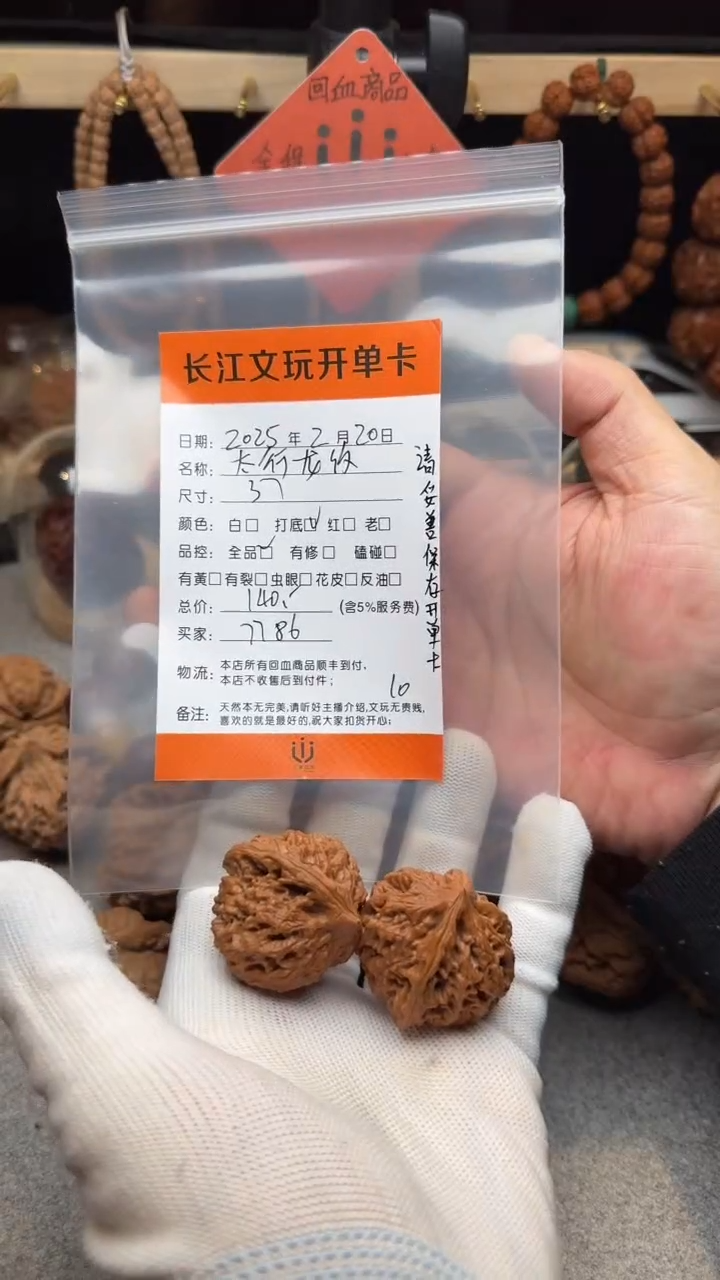 回血商品
长江文玩开单卡
日期: 2025年2月20日
名称: 太行龙纹
尺寸: 37
颜色: 白□ 打底☑ 红□ 老□
品控: 全品☑ 有修□ 磕碰□
有黄□有裂□虫眼□花皮□反油□
总价: 140.- (含5%服务费)
买家: 7786
物流: 本店所有回血商品顺丰到付,
本店不收售后到付件;
10
备注: 天然本无完美,请听好主播介绍,文玩无贵贱,
喜欢的就是最好的,祝大家扣货开心;
请妥善保存开单卡